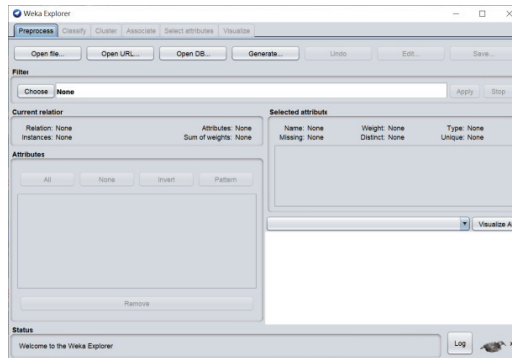 Weka Explorer
Preprocess Classify Cluster Associate Select attributes Visualize
Open file... Open URL... Open DB... Generate... Undo Edit... Save...
Filter
Choose None Apply Stop
Current relation Selected attribute
Relation: None Attributes: None Name: None Weight: None Type: None
Instances: None Sum of weights: None Missing: None Distinct: None Unique: None
Attributes
All None Invert Pattern
Visualize A
Remove
Status
Welcome to the Weka Explorer Log x